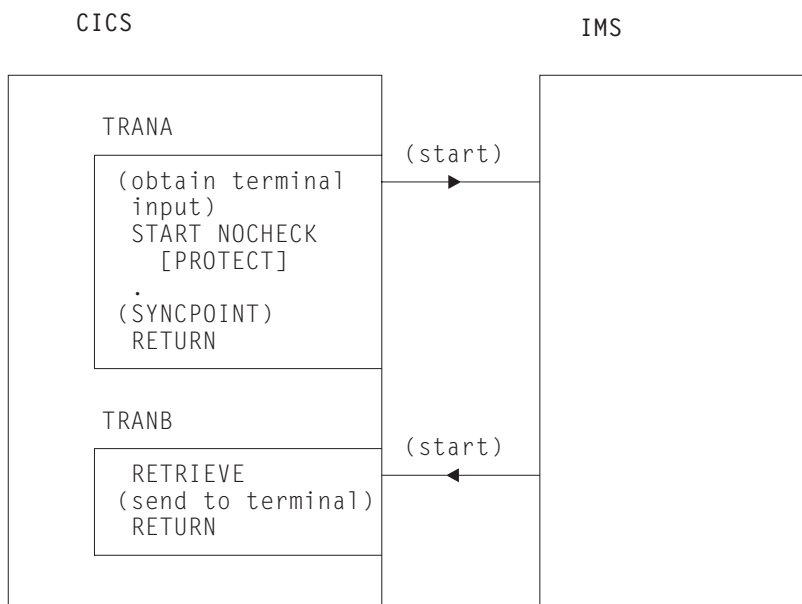 CICS
IMS
TRANA
(start)
(obtain terminal
input)
START NOCHECK
[PROTECT]
.
(SYNCPOINT)
RETURN
TRANB
(start)
RETRIEVE
(send to terminal)
RETURN